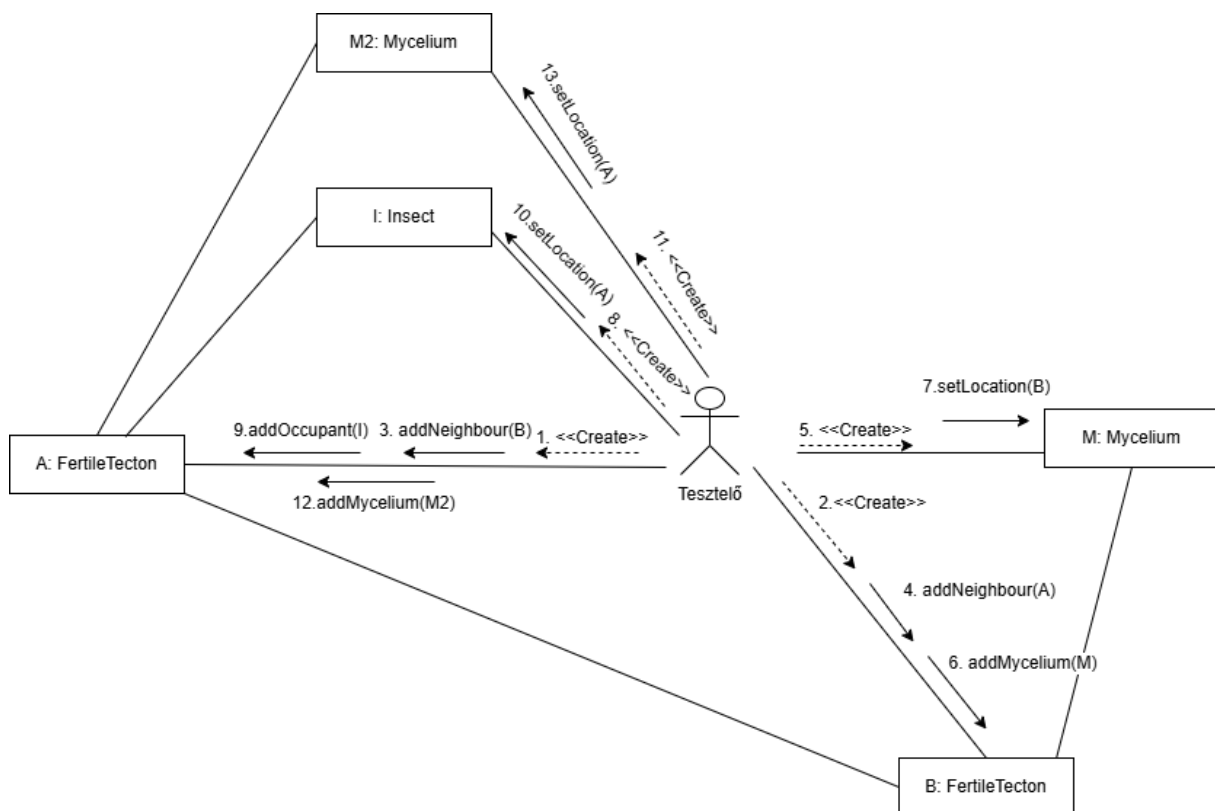 M2: Mycelium
13.setLocation(A)
I: Insect
10.setLocation(A)
11. <<Create>>
8. <<Create>>
7.setLocation(B)
9.addOccupant(I)
3. addNeighbour(B)
1. <<Create>>
5. <<Create>>
M: Mycelium
A: FertileTecton
12.addMycelium(M2)
Tesztelő
2.<<Create>>
4. addNeighbour(A)
6. addMycelium(M)
B: FertileTecton